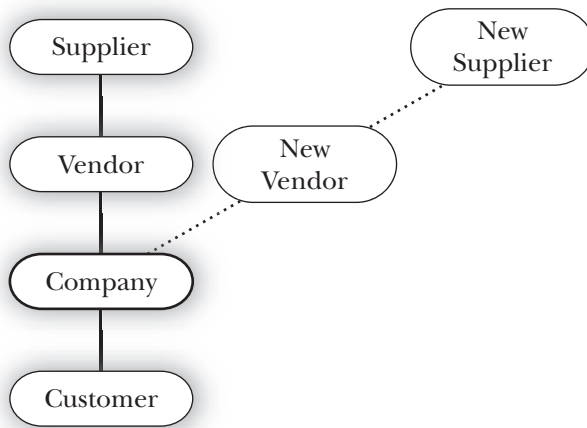 Supplier
New
Supplier
Vendor
New
Vendor
Company
Customer